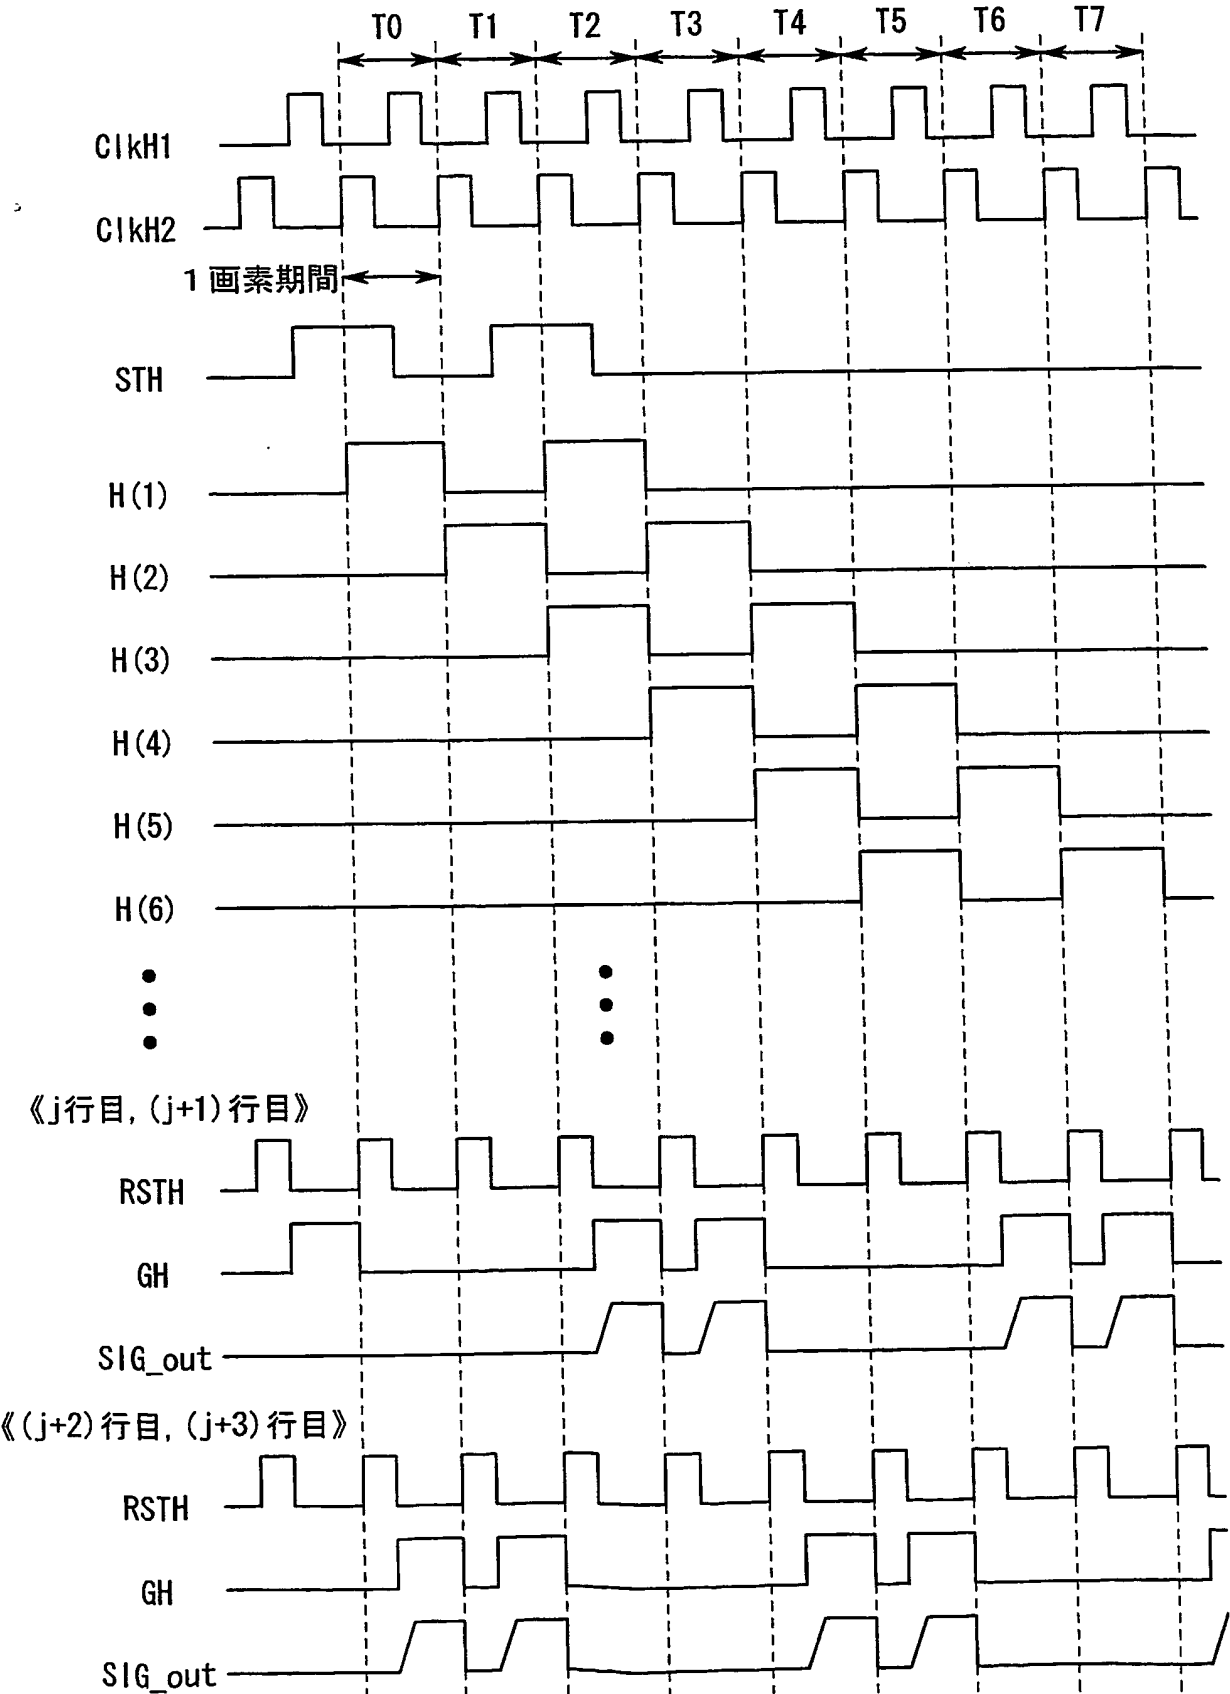 T0 T1 T2 T3 T4 T5 T6 T7
ClkH1
ClkH2
1画素期間
STH
H(1)
H(2)
H(3)
H(4)
H(5)
H(6)
《j行目,(j+1)行目》
RSTH
GH
SIG_out
《(j+2)行目,(j+3)行目》
RSTH
GH
SIG_out